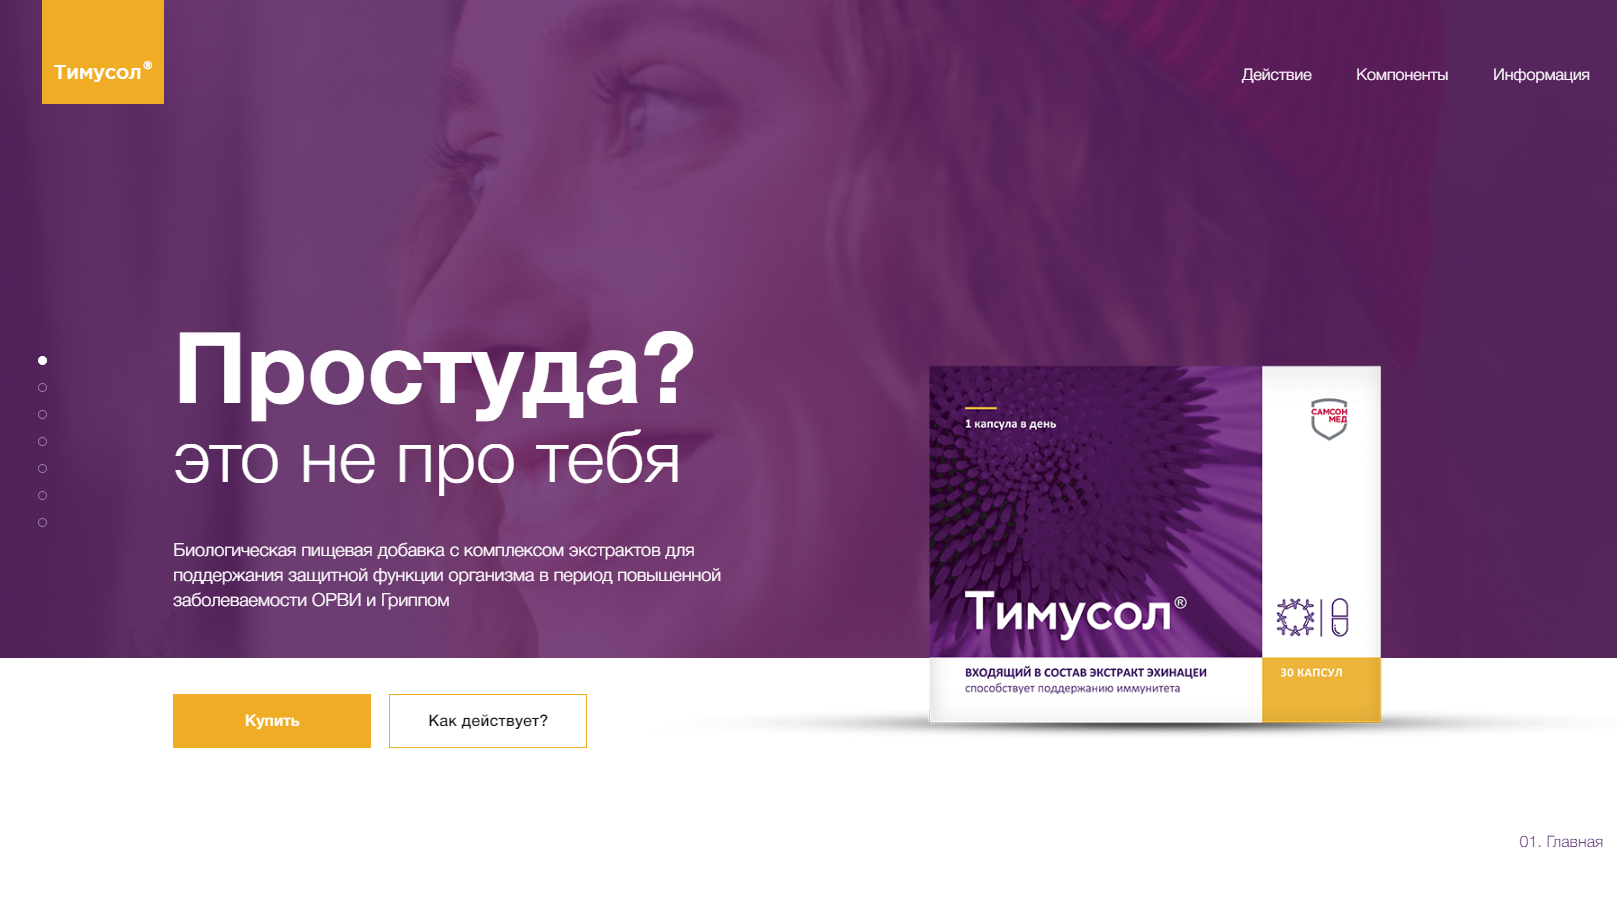 Тимусол®
Действие
Компоненты
Информация
Простуда?
это не про тебя
Биологическая пищевая добавка с комплексом экстрактов для
поддержания защитной функции организма в период повышенной
заболеваемости ОРВИ и Гриппом
1 капсула в день
САМСОН
МЕД
Тимусол®
ВХОДЯЩИЙ В СОСТАВ ЭКСТРАКТ ЭХИНАЦЕИ
способствует поддержанию иммунитета
30 КАПСУЛ
Купить
Как действует?
01. Главная